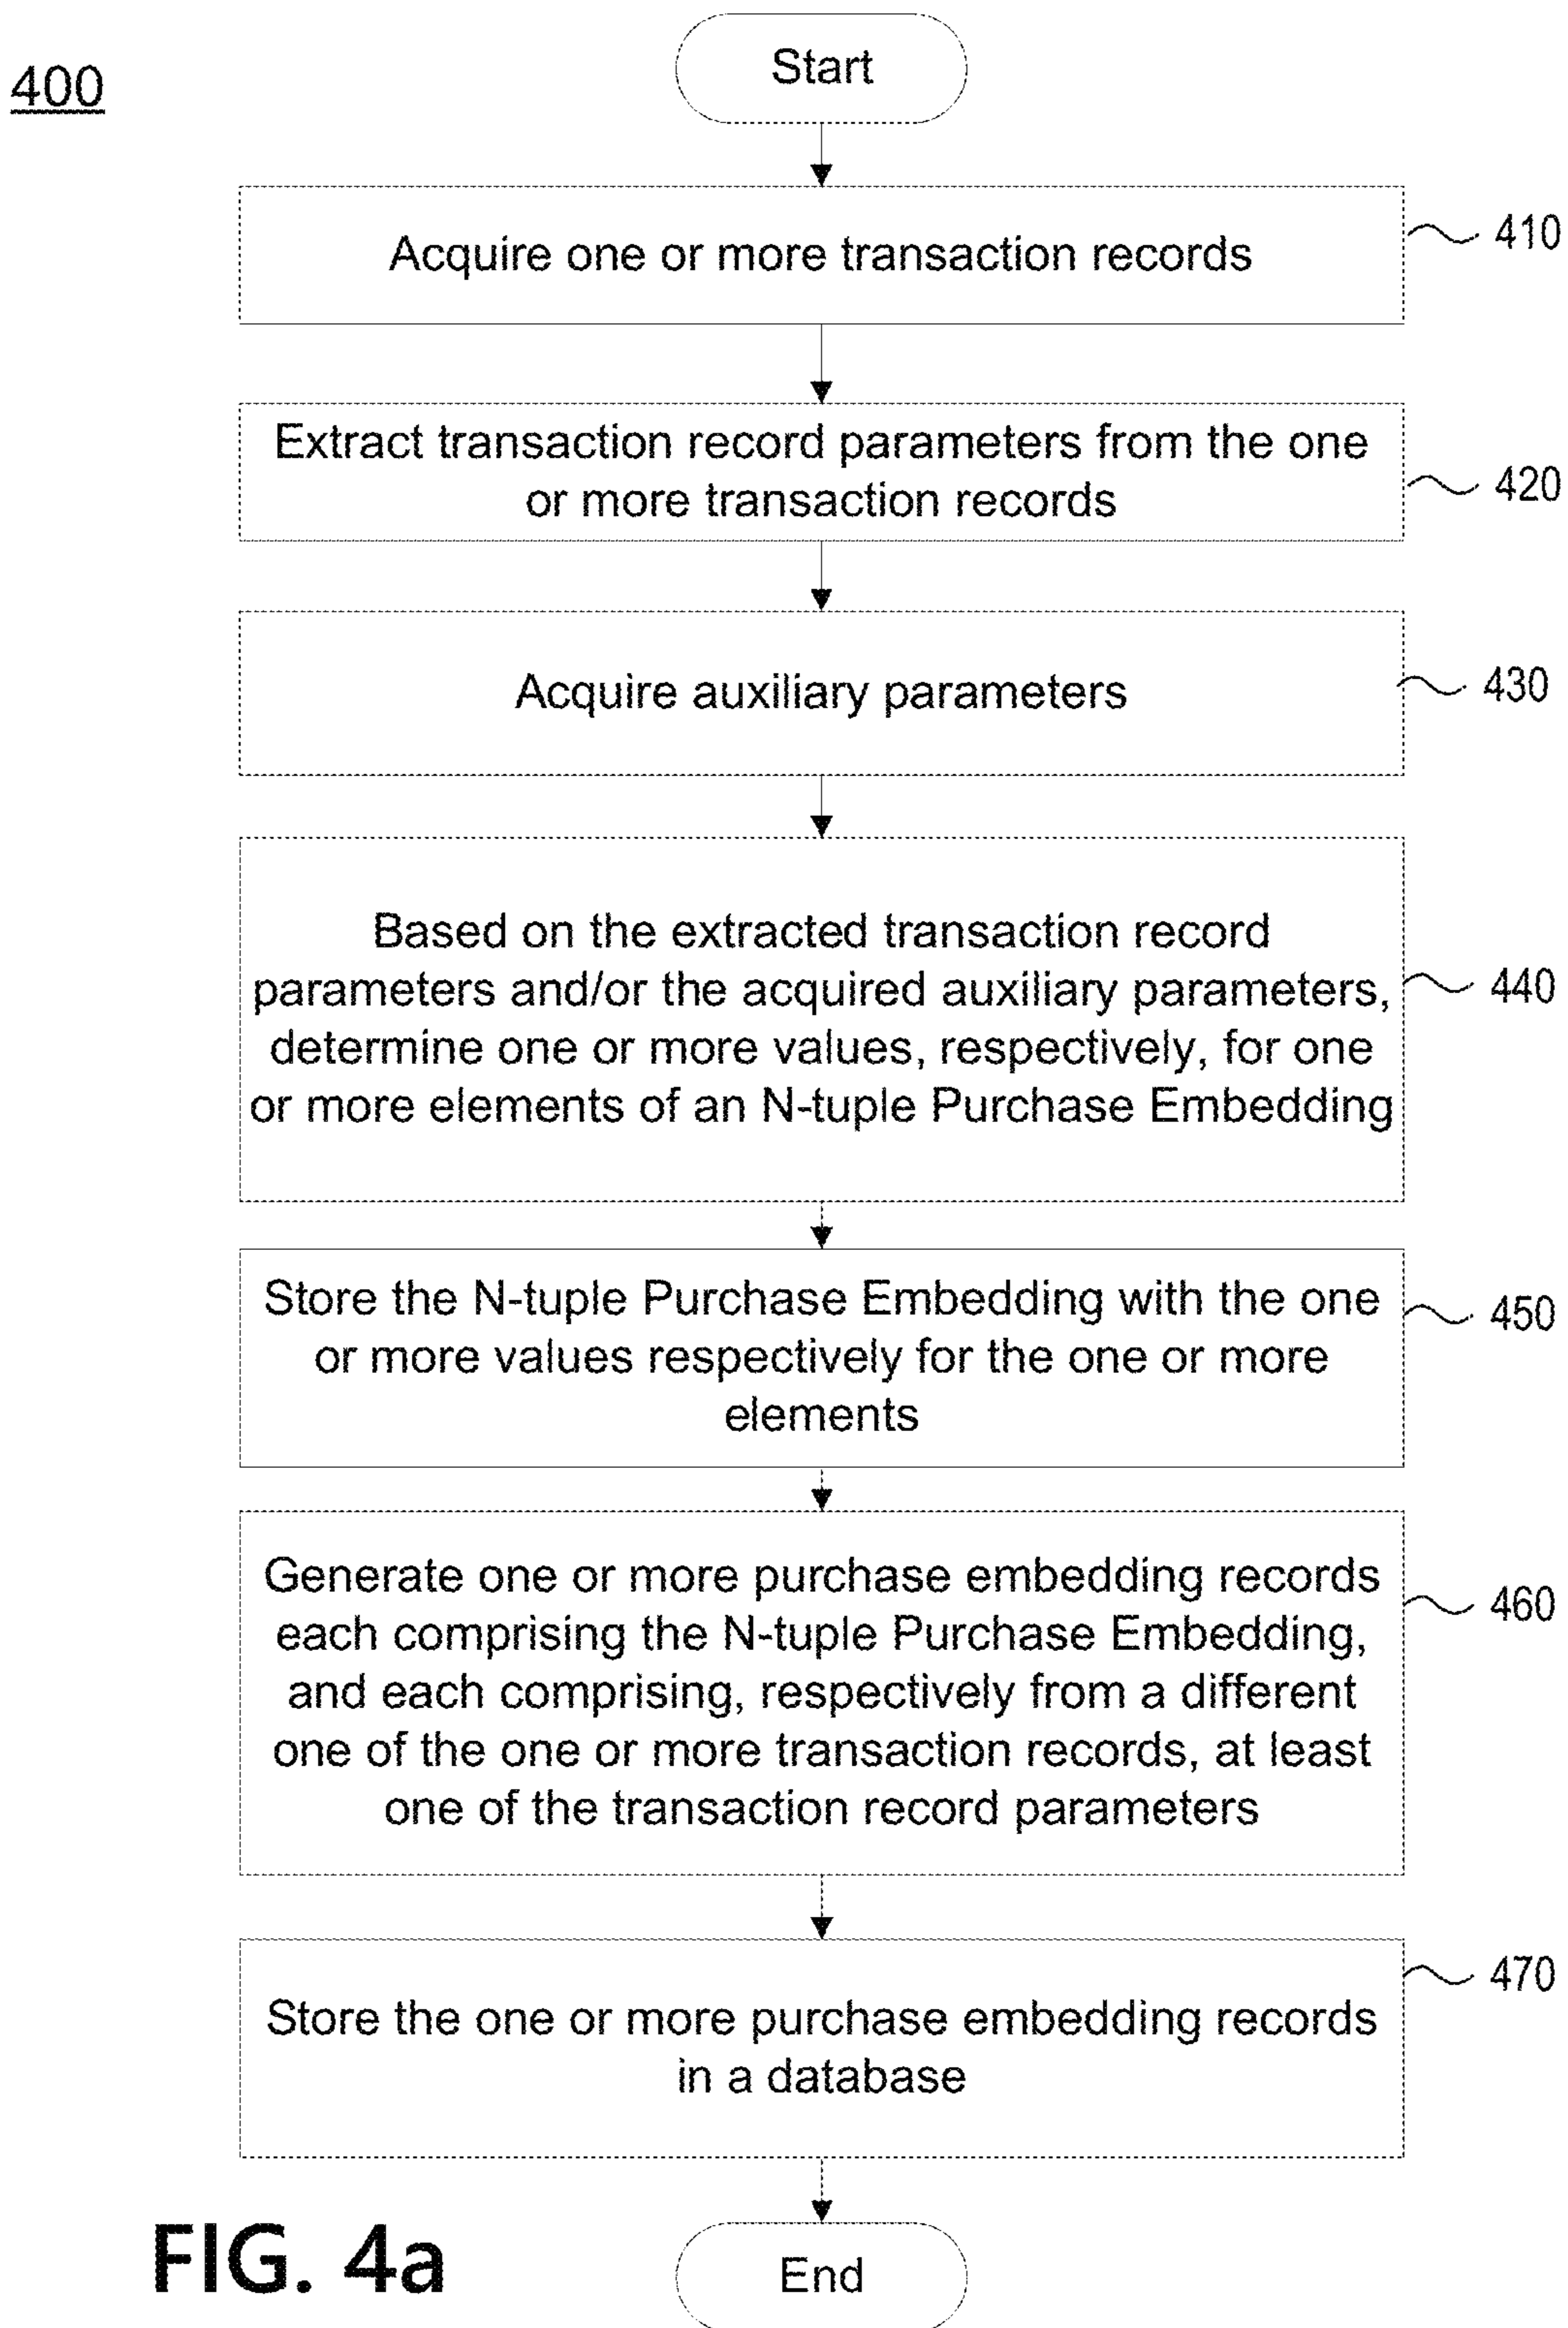 400
Start
Acquire one or more transaction records
410
Extract transaction record parameters from the one
or more transaction records
420
Acquire auxiliary parameters
430
Based on the extracted transaction record
parameters and/or the acquired auxiliary parameters,
determine one or more values, respectively, for one
or more elements of an N-tuple Purchase Embedding
440
Store the N-tuple Purchase Embedding with the one
or more values respectively for the one or more
elements
450
Generate one or more purchase embedding records
each comprising the N-tuple Purchase Embedding,
and each comprising, respectively from a different
one of the one or more transaction records, at least
one of the transaction record parameters
460
Store the one or more purchase embedding records
in a database
470
End
FIG. 4a